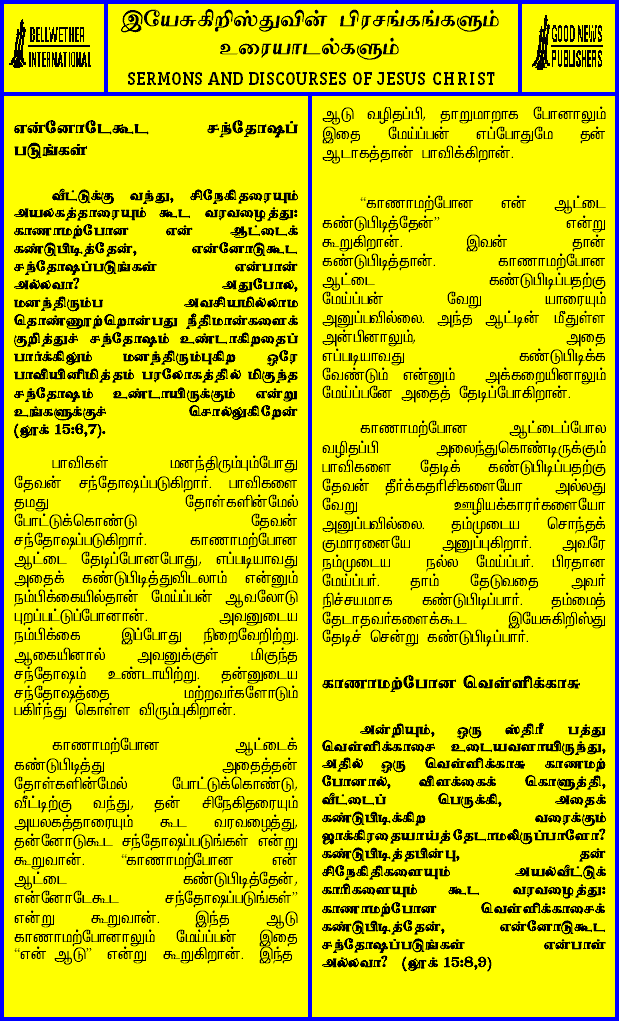 BELLWETHER
INTERNATIONAL
இயேசுகிறிஸ்துவின் பிரசங்கங்களும்
உரையாடல்களும்
SERMONS AND DISCOURSES OF JESUS CHRIST
GOOD NEWS
PUBLISHERS
என்னோடேகூட சந்தோஷப்
படுங்கள்
வீட்டுக்கு வந்து, சிநேகிதரையும்
அயலகத்தாரையும் கூட வரவழைத்து:
காணாமற்போன என் ஆட்டைக்
கண்டுபிடித்தேன், என்னோடுகூட
சந்தோஷப்படுங்கள் என்பான்
அல்லவா? அதுபோல,
மனந்திரும்ப அவசியமில்லாம
தொண்ணூற்றொன்பது நீதிமான்களைக்
குறித்துச் சந்தோஷம் உண்டாகிறதைப்
பார்க்கிலும் மனந்திரும்புகிற ஒரே
பாவியினிமித்தம் பரலோகத்தில் மிகுந்த
சந்தோஷம் உண்டாயிருக்கும் என்று
உங்களுக்குச் சொல்லுகிறேன்
(லூக் 15:6,7).
பாவிகள் மனந்திரும்பும்போது
தேவன் சந்தோஷப்படுகிறார். பாவிகளை
தமது தோள்களின்மேல்
போட்டுக்கொண்டு தேவன்
சந்தோஷப்படுகிறார். காணாமற்போன
ஆட்டை தேடிப்போனபோது, எப்படியாவது
அதைக் கண்டுபிடித்துவிடலாம் என்னும்
நம்பிக்கையில்தான் மேய்ப்பன் ஆவலோடு
புறப்பட்டுப்போனான். அவனுடைய
நம்பிக்கை இப்போது நிறைவேறிற்று.
ஆகையினால் அவனுக்குள் மிகுந்த
சந்தோஷம் உண்டாயிற்று. தன்னுடைய
சந்தோஷத்தை மற்றவர்களோடும்
பகிர்ந்து கொள்ள விரும்புகிறான்.
காணாமற்போன ஆட்டைக்
கண்டுபிடித்து அதைத்தன்
தோள்களின்மேல் போட்டுக்கொண்டு,
வீட்டிற்கு வந்து, தன் சிநேகிதரையும்
அயலகத்தாரையும் கூட வரவழைத்து,
தன்னோடுகூட சந்தோஷப்படுங்கள் என்று
கூறுவான். “காணாமற்போன என்
ஆட்டை கண்டுபிடித்தேன்,
என்னோடேகூட சந்தோஷப்படுங்கள்”
என்று கூறுவான். இந்த ஆடு
காணாமற்போனாலும் மேய்ப்பன் இதை
“என் ஆடு” என்று கூறுகிறான். இந்த
ஆடு வழிதப்பி, தாறுமாறாக போனாலும்
இதை மேய்ப்பன் எப்போதுமே தன்
ஆடாகத்தான் பாவிக்கிறான்.
“காணாமற்போன என் ஆட்டை
கண்டுபிடித்தேன்” என்று
கூறுகிறான். இவன் தான்
கண்டுபிடித்தான். காணாமற்போன
ஆட்டை கண்டுபிடிப்பதற்கு
மேய்ப்பன் வேறு யாரையும்
அனுப்பவில்லை. அந்த ஆட்டின் மீதுள்ள
அன்பினாலும், அதை
எப்படியாவது கண்டுபிடிக்க
வேண்டும் என்னும் அக்கறையினாலும்
மேய்ப்பனே அதைத் தேடிப்போகிறான்.
காணாமற்போன ஆட்டைப்போல
வழிதப்பி அலைந்துகொண்டிருக்கும்
பாவிகளை தேடிக் கண்டுபிடிப்பதற்கு
தேவன் தீர்க்கதரிசிகளையோ அல்லது
வேறு ஊழியக்காரர்களையோ
அனுப்பவில்லை. தம்முடைய சொந்தக்
குமாரனையே அனுப்புகிறார். அவரே
நம்முடைய நல்ல மேய்ப்பர். பிரதான
மேய்ப்பர். தாம் தேடுவதை அவர்
நிச்சயமாக கண்டுபிடிப்பார். தம்மைத்
தேடாதவர்களைக்கூட இயேசுகிறிஸ்து
தேடிச் சென்று கண்டுபிடிப்பார்.
காணாமற்போன வெள்ளிக்காசு
அன்றியும், ஒரு ஸ்திரீ பத்து
வெள்ளிக்காசை உடையவளாயிருந்து,
அதில் ஒரு வெள்ளிக்காசு காணமற்
போனால், விளக்கைக் கொளுத்தி,
வீட்டைப் பெருக்கி, அதைக்
கண்டுபிடிக்கிற வரைக்கும்
ஜாக்கிரதையாய்த் தேடாமலிருப்பாளோ?
கண்டுபிடித்தபின்பு, தன்
சிநேகிதிகளையும் அயல்வீட்டுக்
காரிகளையும் கூட வரவழைத்து:
காணாமற்போன வெள்ளிக்காசைக்
கண்டுபிடித்தேன், என்னோடுகூட
சந்தோஷப்படுங்கள் என்பாள்
அல்லவா? (லூக் 15:8,9)